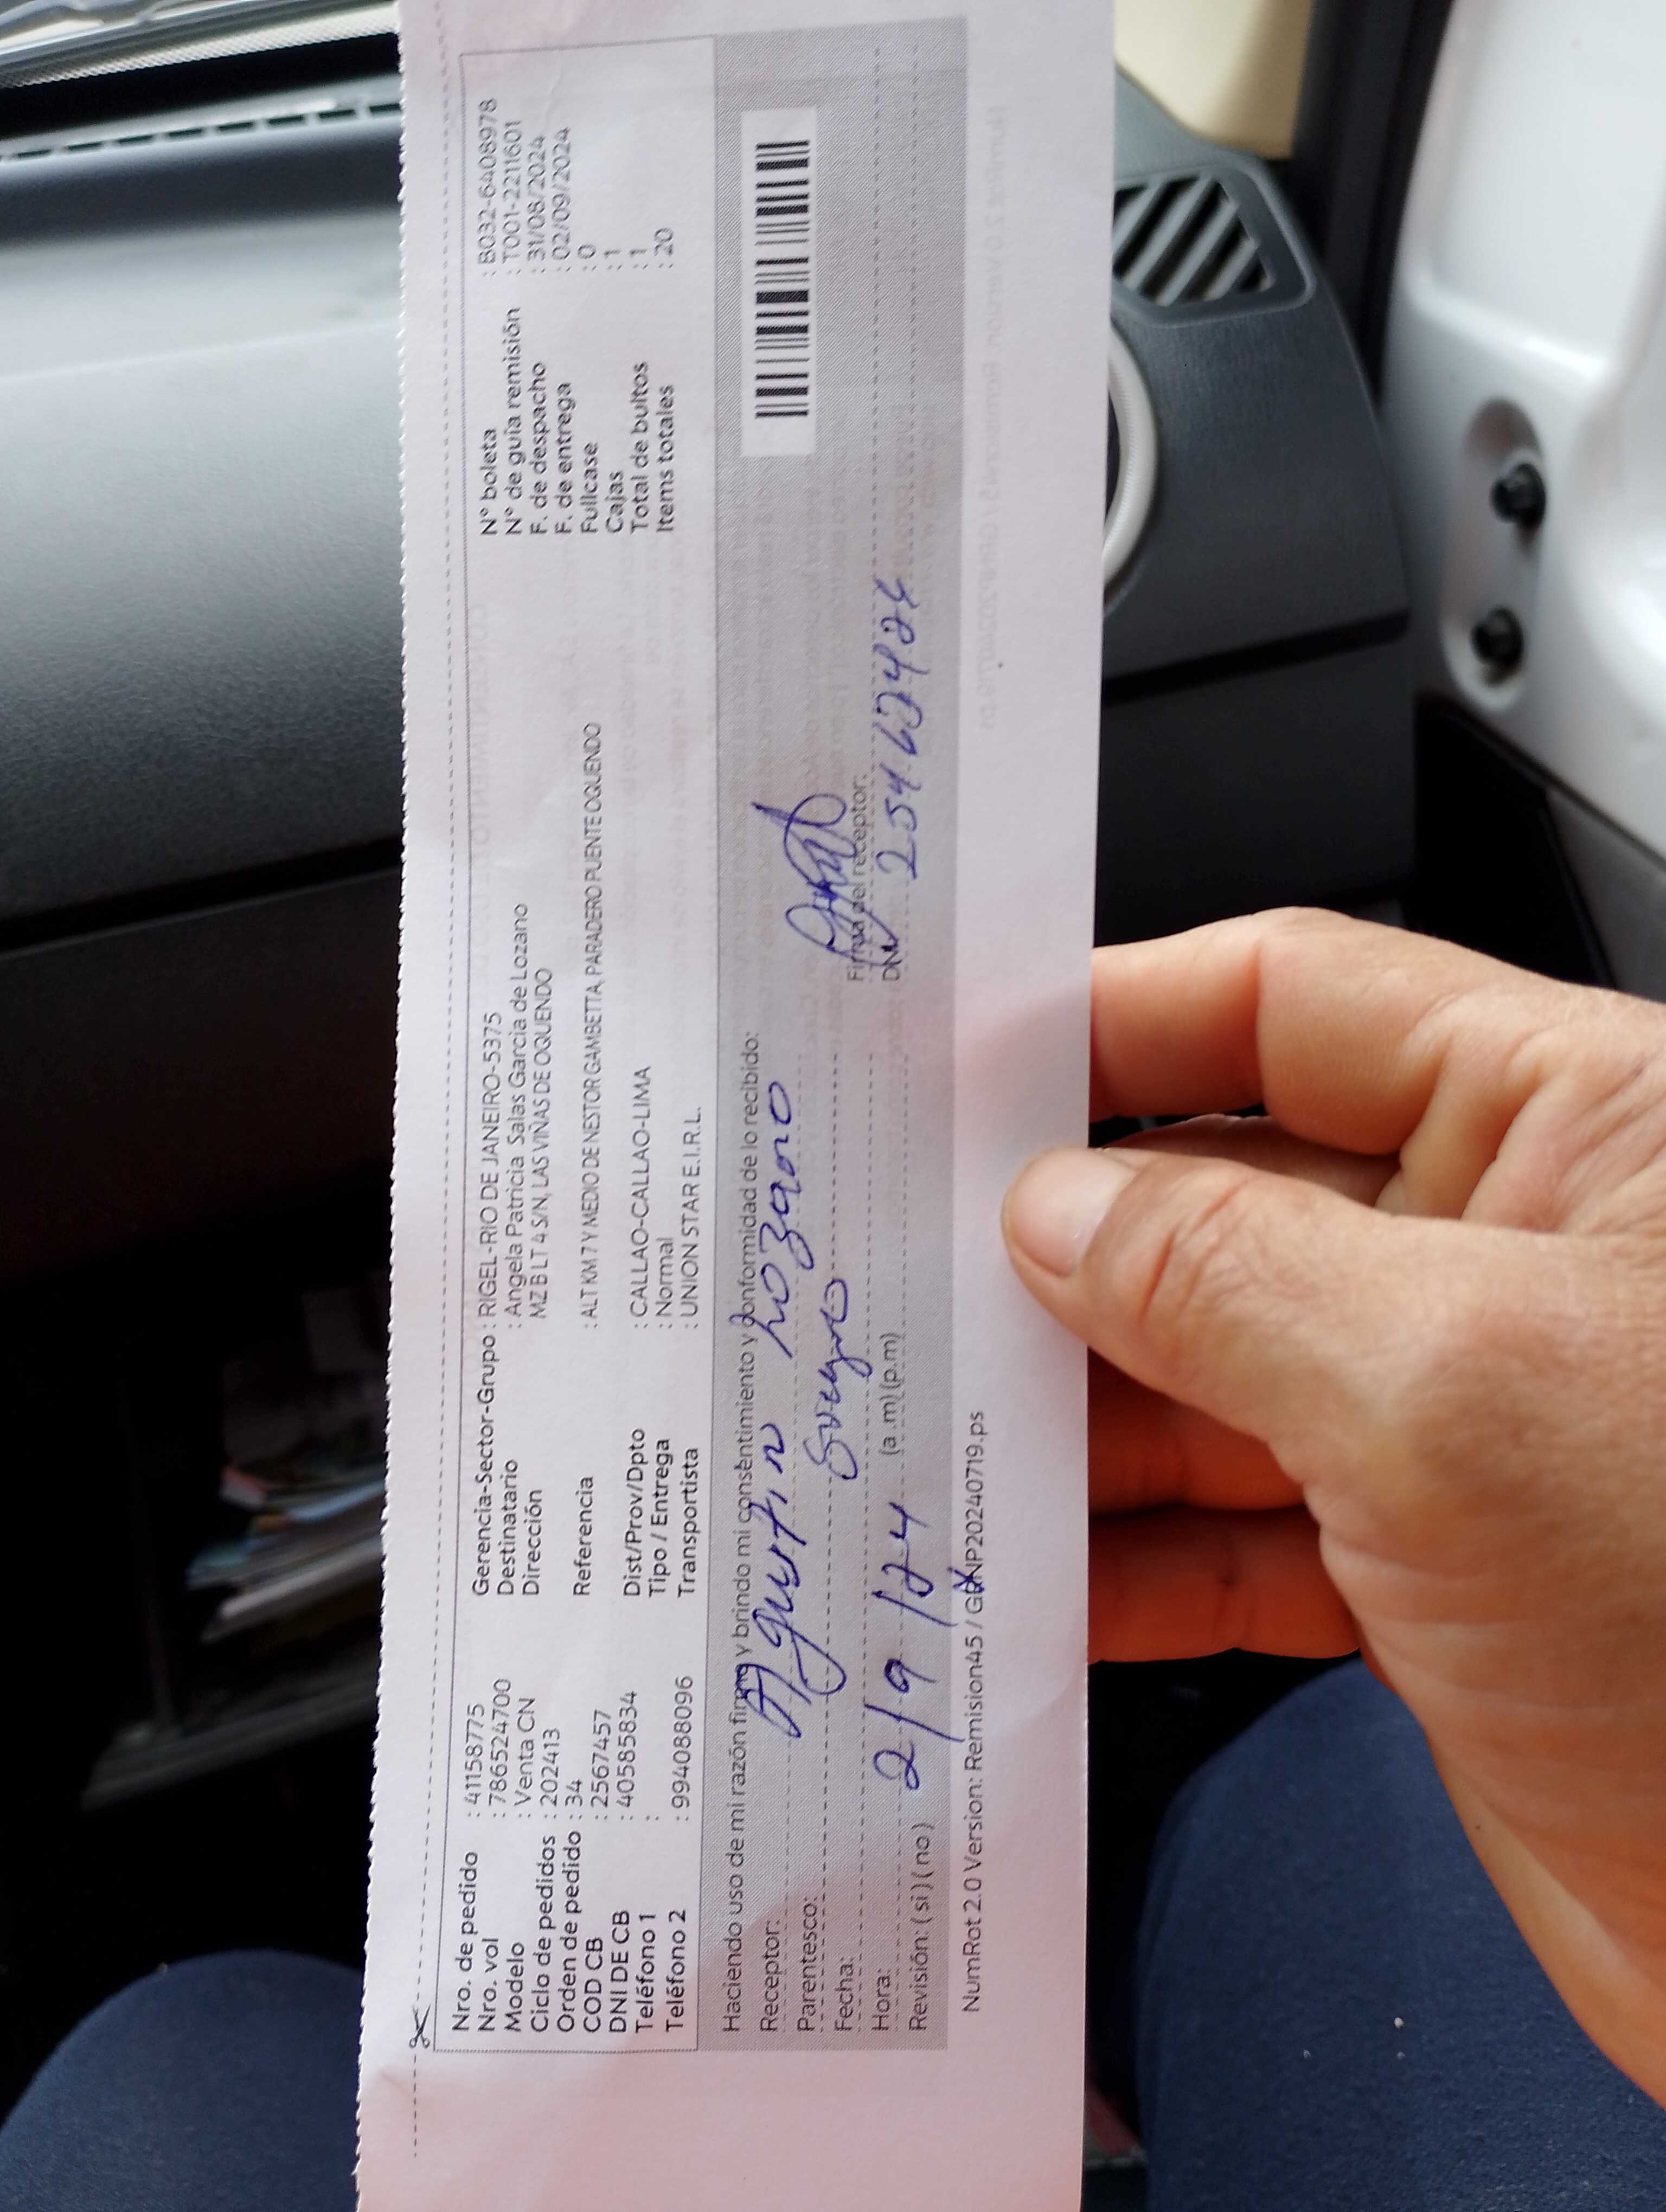 Nro. de pedido : 41158775
Nro. vol : 786524700
Modelo : Venta CN
Ciclo de pedidos : 202413
Orden de pedido : 34
COD CB : 2567457
DNI DE CB : 40585834
Teléfono 1 :
Teléfono 2 : 994088096
Gerencia-Sector-Grupo : RIGEL-RIO DE JANEIRO-5375
Destinatario : Angela Patricia Salas Garcia de Lozano
Dirección MZ B LT 4 S/N, LAS VIÑAS DE OQUENDO
Referencia : ALT KM 7 Y MEDIO DE NESTOR GAMBETTA, PARADERO PUENTE OQUENDO
Dist/Prov/Dpto : CALLAO-CALLAO-LIMA
Tipo / Entrega : Normal
Transportista : UNION STAR E.I.R.L.
N° boleta : B032-6408978
N° de guía remisión : T001-2211601
F. de despacho : 31/08/2024
F. de entrega : 02/09/2024
Fullcase : 0
Cajas : 1
Total de bultos : 1
Items totales : 20
Haciendo uso de mi razón firmo y brindo mi consentimiento y conformidad de lo recibido:
Receptor: Agustin Lozano
Parentesco: Suegro
Fecha:
Hora: 2/9/24 (a .m) (p.m)
Revisión: ( si ) ( no )
Firma del receptor:
DNI
NumRot 2.0 Version: Remision45 / GRNP20240719.ps